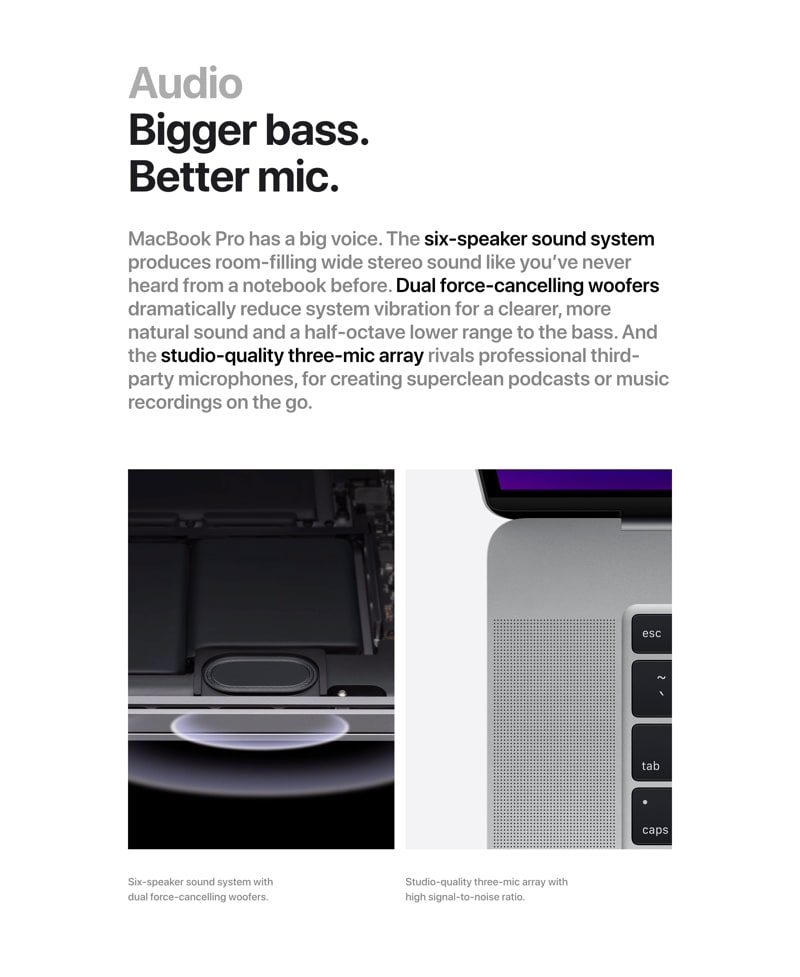 Audio
Bigger bass.
Better mic.
MacBook Pro has a big voice. The six-speaker sound system
produces room-filling wide stereo sound like you’ve never
heard from a notebook before. Dual force-cancelling woofers
dramatically reduce system vibration for a clearer, more
natural sound and a half-octave lower range to the bass. And
the studio-quality three-mic array rivals professional third-
party microphones, for creating superclean podcasts or music
recordings on the go.
esc
~
`
tab
caps
Six-speaker sound system with
dual force-cancelling woofers.
Studio-quality three-mic array with
high signal-to-noise ratio.